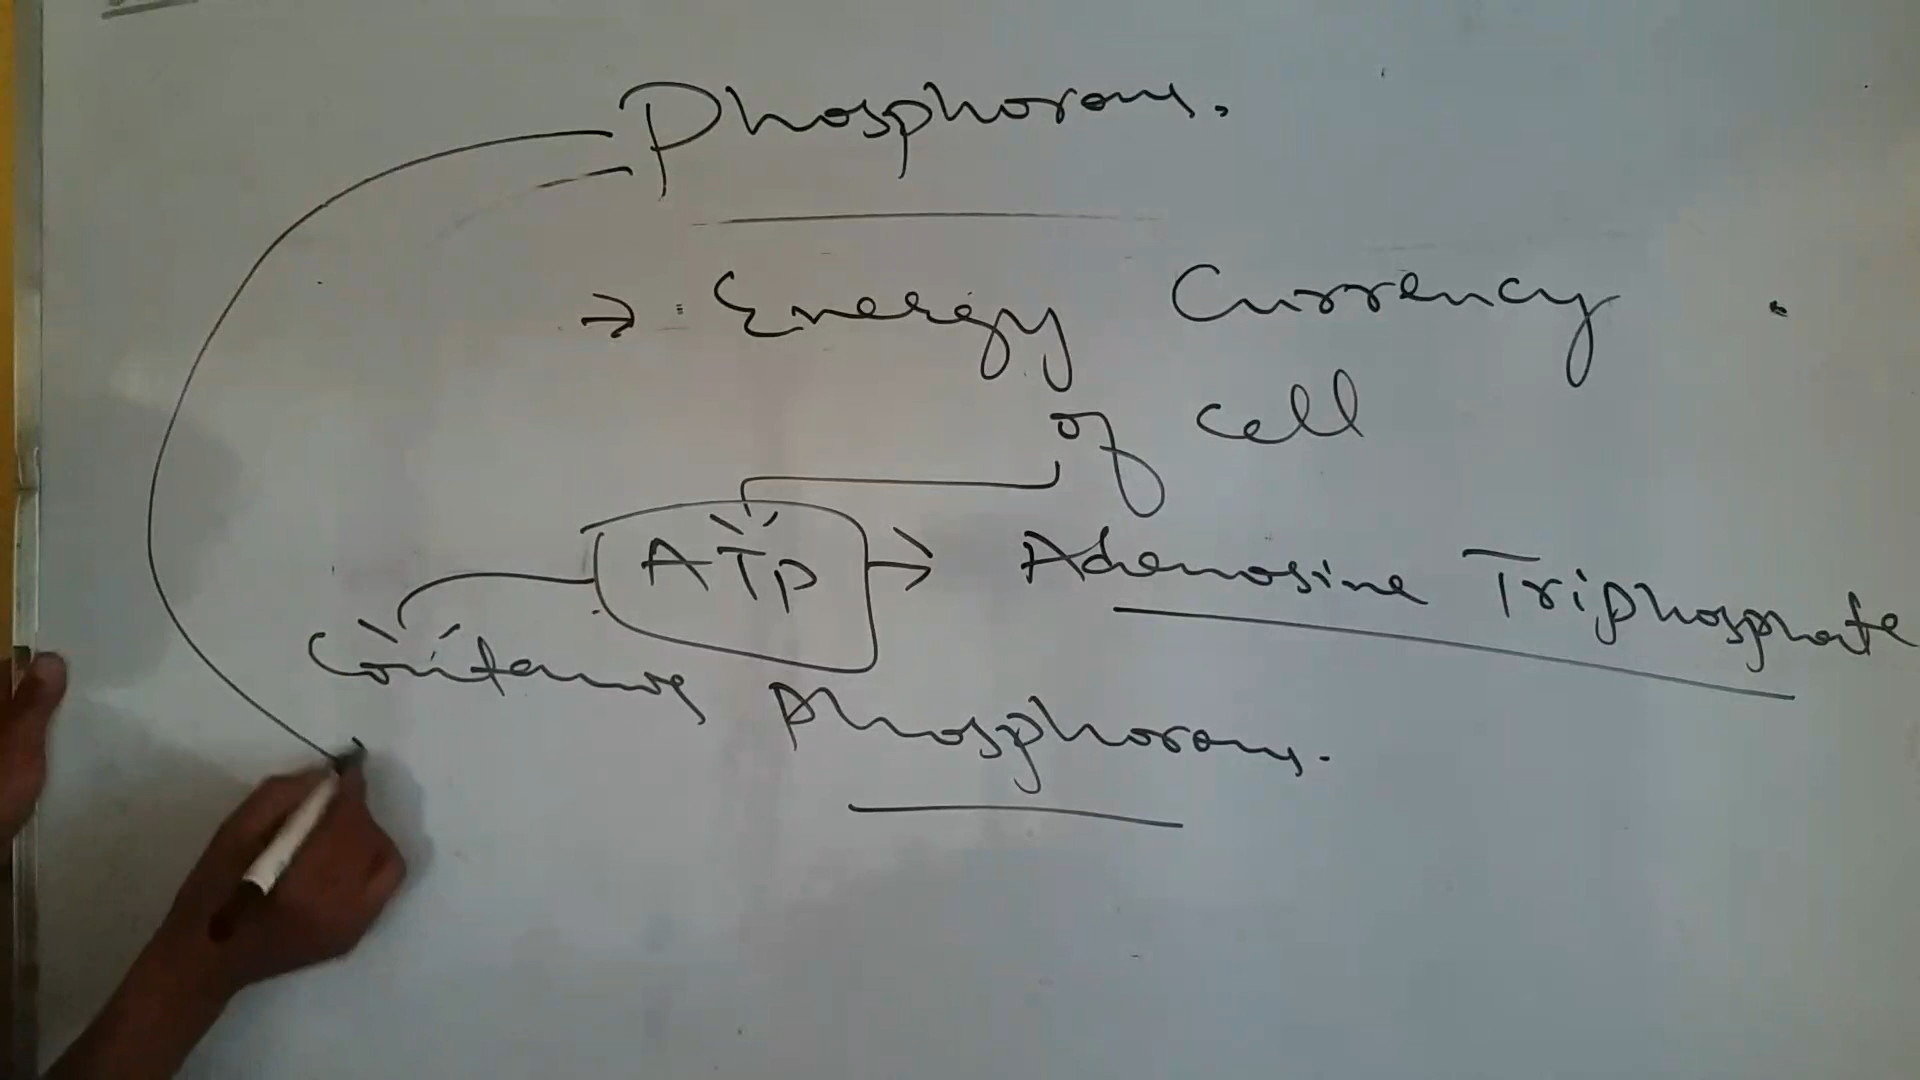 Phosphorous.
→ Energy Currency
of cell
ATP → Adenosine Triphosphate
Contains Phosphorous.